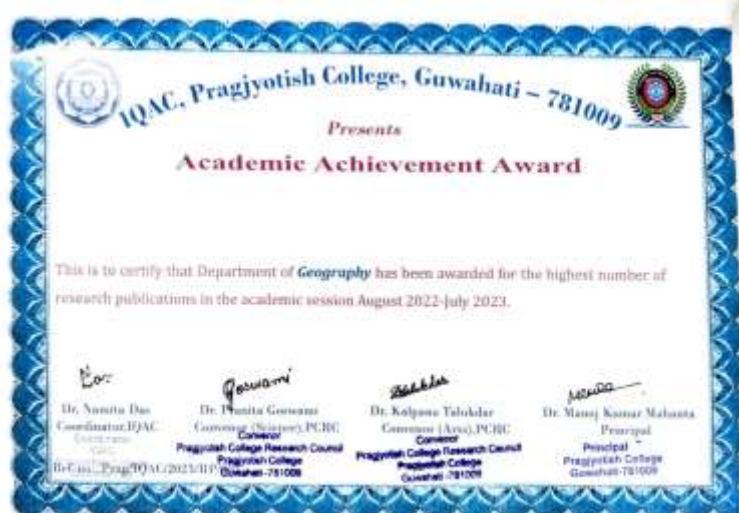 IQAC, Pragjyotish College, Guwahati – 781009
Presents
Academic Achievement Award
This is to certify that Department of Geography has been awarded for the highest number of
research publications in the academic session August 2022-July 2023.
Dr. Namita Das
Coordinator, IQAC
Goswami
Dr. Goswami
Convenor (Science), PCRC
Convenor
Pragjyotish College Research Council
Pragjyotish College
Guwahati -781009
Dr. Kalpana Talukdar
Convenor (Arts), PCRC
Convenor
Pragjyotish College Research Council
Pragjyotish College
Guwahati -781009
Dr. Manoj Kumar Mahanta
Principal
Principal
Pragjyotish College
Guwahati-781009